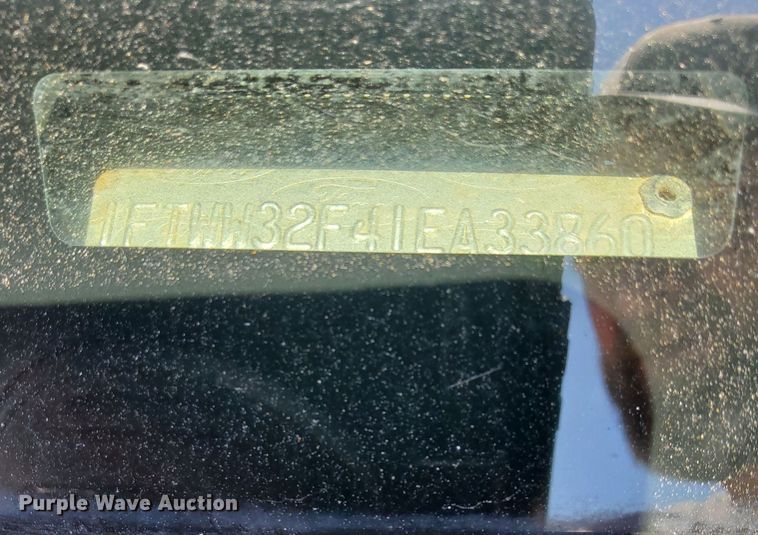 1FTWW32F41EA33860
Purple Wave Auction